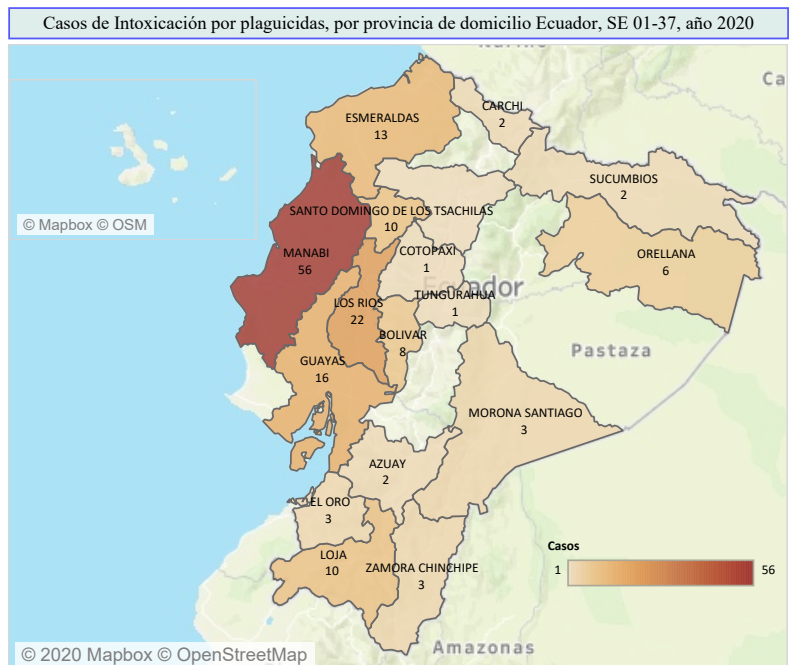 Casos de Intoxicación por plaguicidas, por provincia de domicilio Ecuador, SE 01-37, año 2020
CARCHI
2
ESMERALDAS
13
SUCUMBIOS
2
© Mapbox © OSM
SANTO DOMINGO DE LOS TSACHILAS
10
MANABI
56
COTOPAXI
1
ORELLANA
6
TUNGURAHUA
1
LOS RIOS
22
BOLIVAR
8
Pastaza
GUAYAS
16
MORONA SANTIAGO
3
AZUAY
2
EL ORO
3
LOJA
10
ZAMORA CHINCHIPE
3
Casos
1
56
Amazonas
© 2020 Mapbox © OpenStreetMap